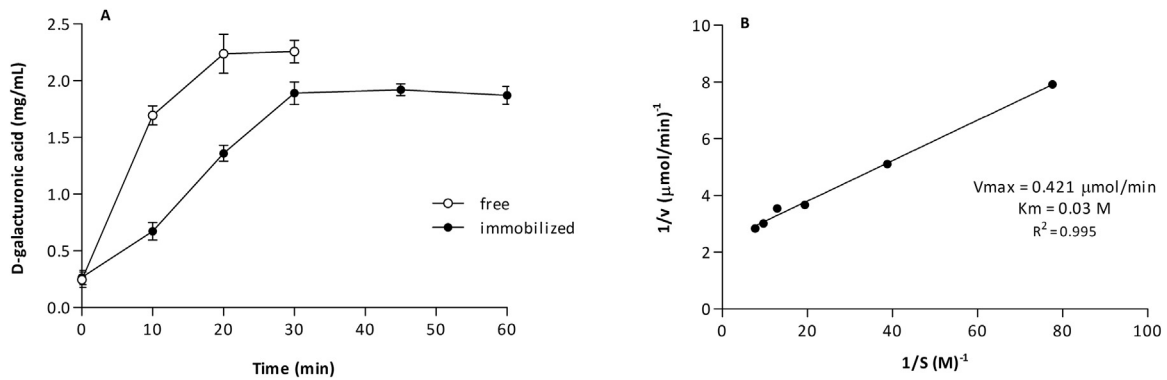 A
D-galacturonic acid (mg/mL)
2.5
2.0
1.5
1.0
0.5
0.0
0 10 20 30 40 50 60
Time (min)
free
immobilized
B
1/v (μmol/min)⁻¹
10
8
6
4
2
0
0 20 40 60 80 100
1/S (M)⁻¹
Vmax = 0.421 μmol/min
Km = 0.03 M
R² = 0.995